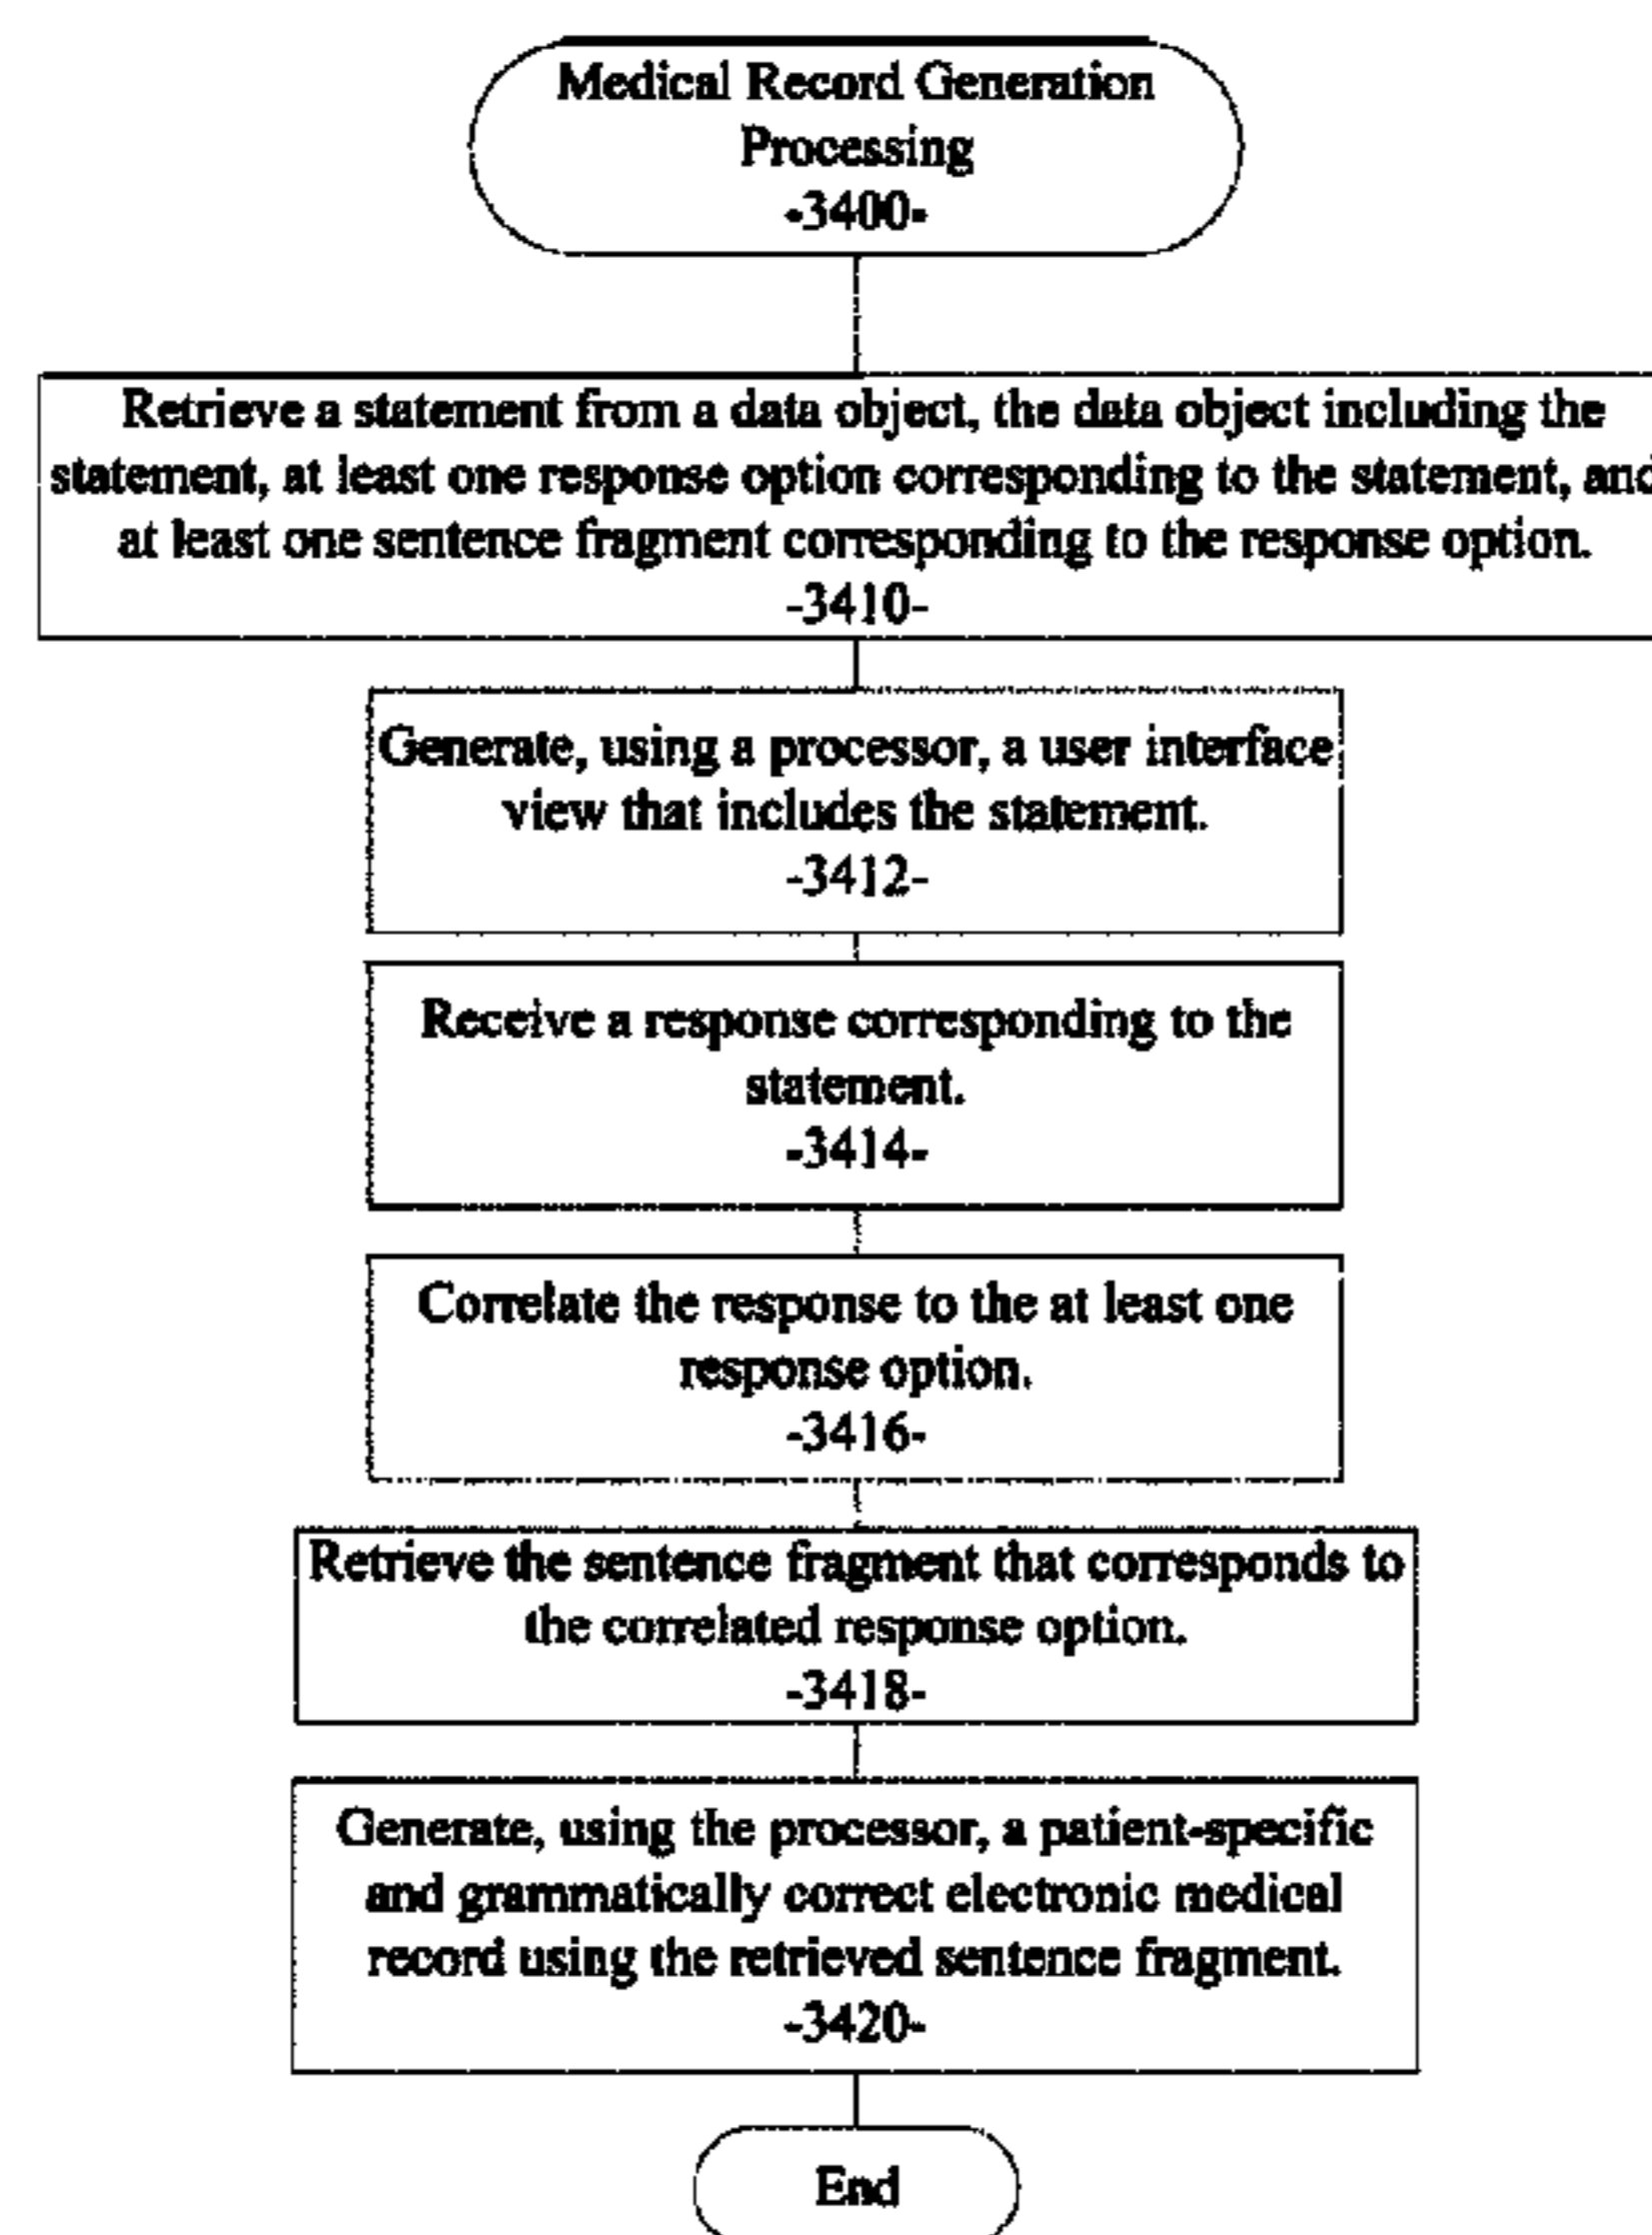 Medical Record Generation
Processing
-3400-
Retrieve a statement from a data object, the data object including the
statement, at least one response option corresponding to the statement, and
at least one sentence fragment corresponding to the response option.
-3410-
Generate, using a processor, a user interface
view that includes the statement.
-3412-
Receive a response corresponding to the
statement.
-3414-
Correlate the response to the at least one
response option.
-3416-
Retrieve the sentence fragment that corresponds to
the correlated response option.
-3418-
Generate, using the processor, a patient-specific
and grammatically correct electronic medical
record using the retrieved sentence fragment.
-3420-
End